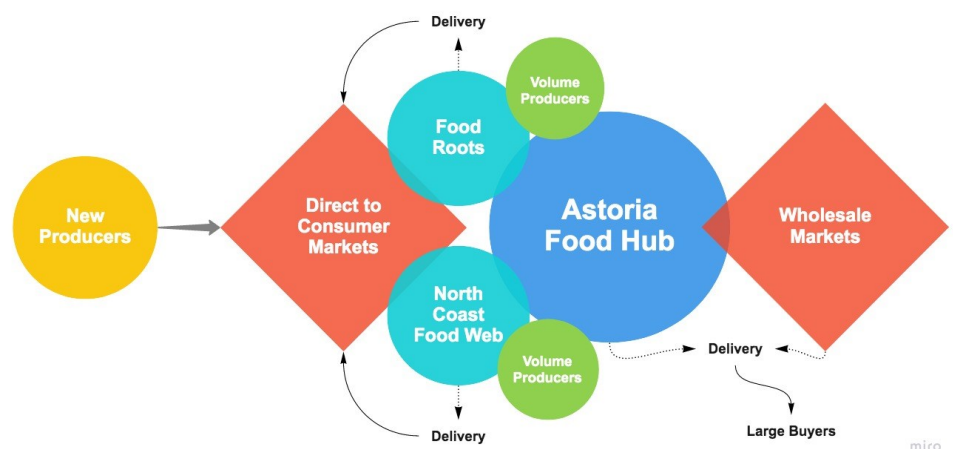 Delivery
Volume
Producers
Food
Roots
New
Producers
Direct to
Consumer
Markets
Astoria
Food Hub
Wholesale
Markets
North
Coast
Food Web
Volume
Producers
Delivery
Delivery
Large Buyers
miro